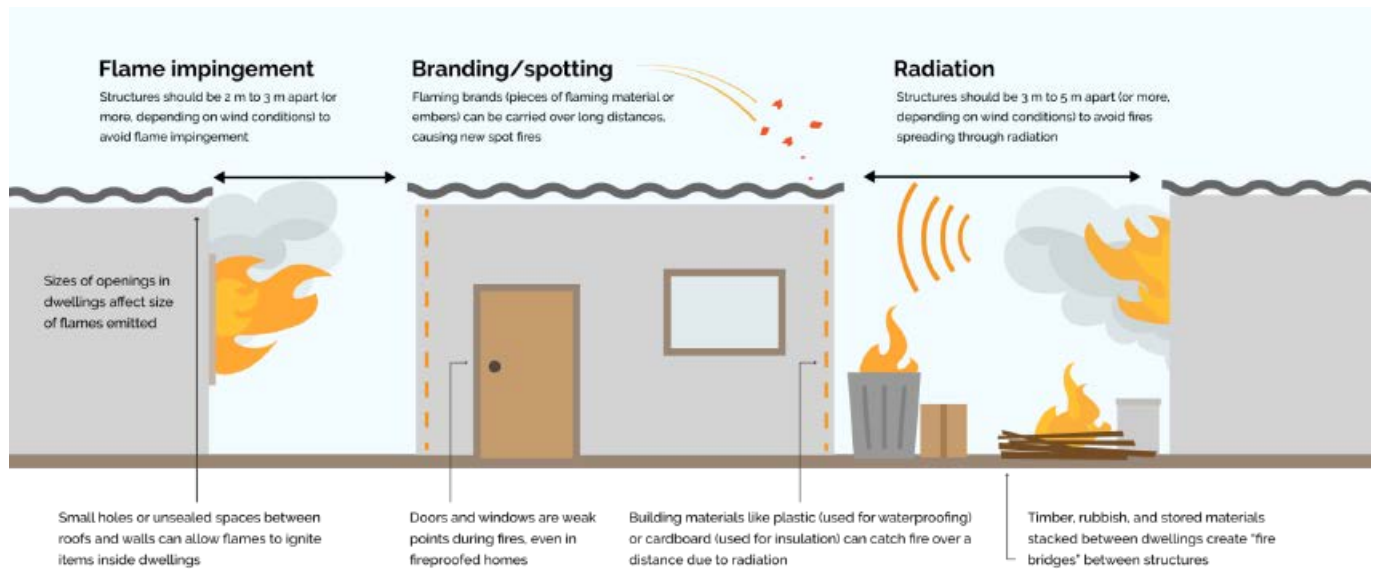 Flame impingement
Structures should be 2 m to 3 m apart (or
more, depending on wind conditions) to
avoid flame impingement
Branding/spotting
Flaming brands (pieces of flaming material or
embers) can be carried over long distances,
causing new spot fires
Radiation
Structures should be 3 m to 5 m apart (or more,
depending on wind conditions) to avoid fires
spreading through radiation
Sizes of openings in
dwellings affect size
of flames emitted
Small holes or unsealed spaces between
roofs and walls can allow flames to ignite
items inside dwellings
Doors and windows are weak
points during fires, even in
fireproofed homes
Building materials like plastic (used for waterproofing)
or cardboard (used for insulation) can catch fire over a
distance due to radiation
Timber, rubbish, and stored materials
stacked between dwellings create "fire
bridges" between structures